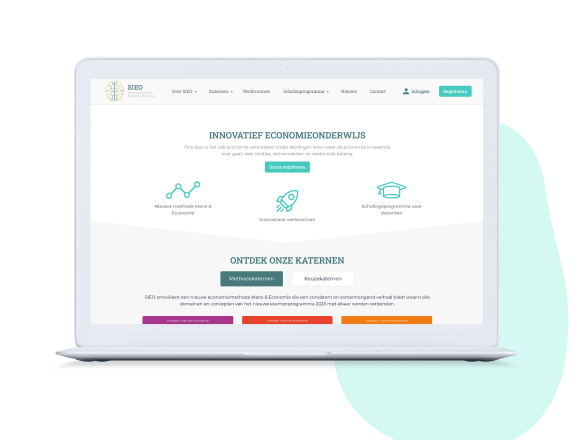 SIEO
Over SIEO
Katernen
Werkvormen
Scholenprogramma
Nieuws
Contact
Inloggen
Registreren
INNOVATIEF ECONOMIEONDERWIJS
Ons doel is het vak economie veranderen zodat leerlingen leren waar de economie in essentie
over gaat: over relaties, samenwerken en wederzijds belang.
Gratis registreren
Nieuwe methode Mens &
Economie
Innovatieve werkvormen
Scholingsprogramma voor
docenten
ONTDEK ONZE KATERNEN
Methodekaternen
Keuzekaternen
SIEO ontwikkelt een nieuwe economiemethode Mens & Economie die een consistent en samenhangend verhaal biedt waarin alle
domeinen en concepten van het nieuwe examenprogramma 2023 met elkaar worden verbonden.